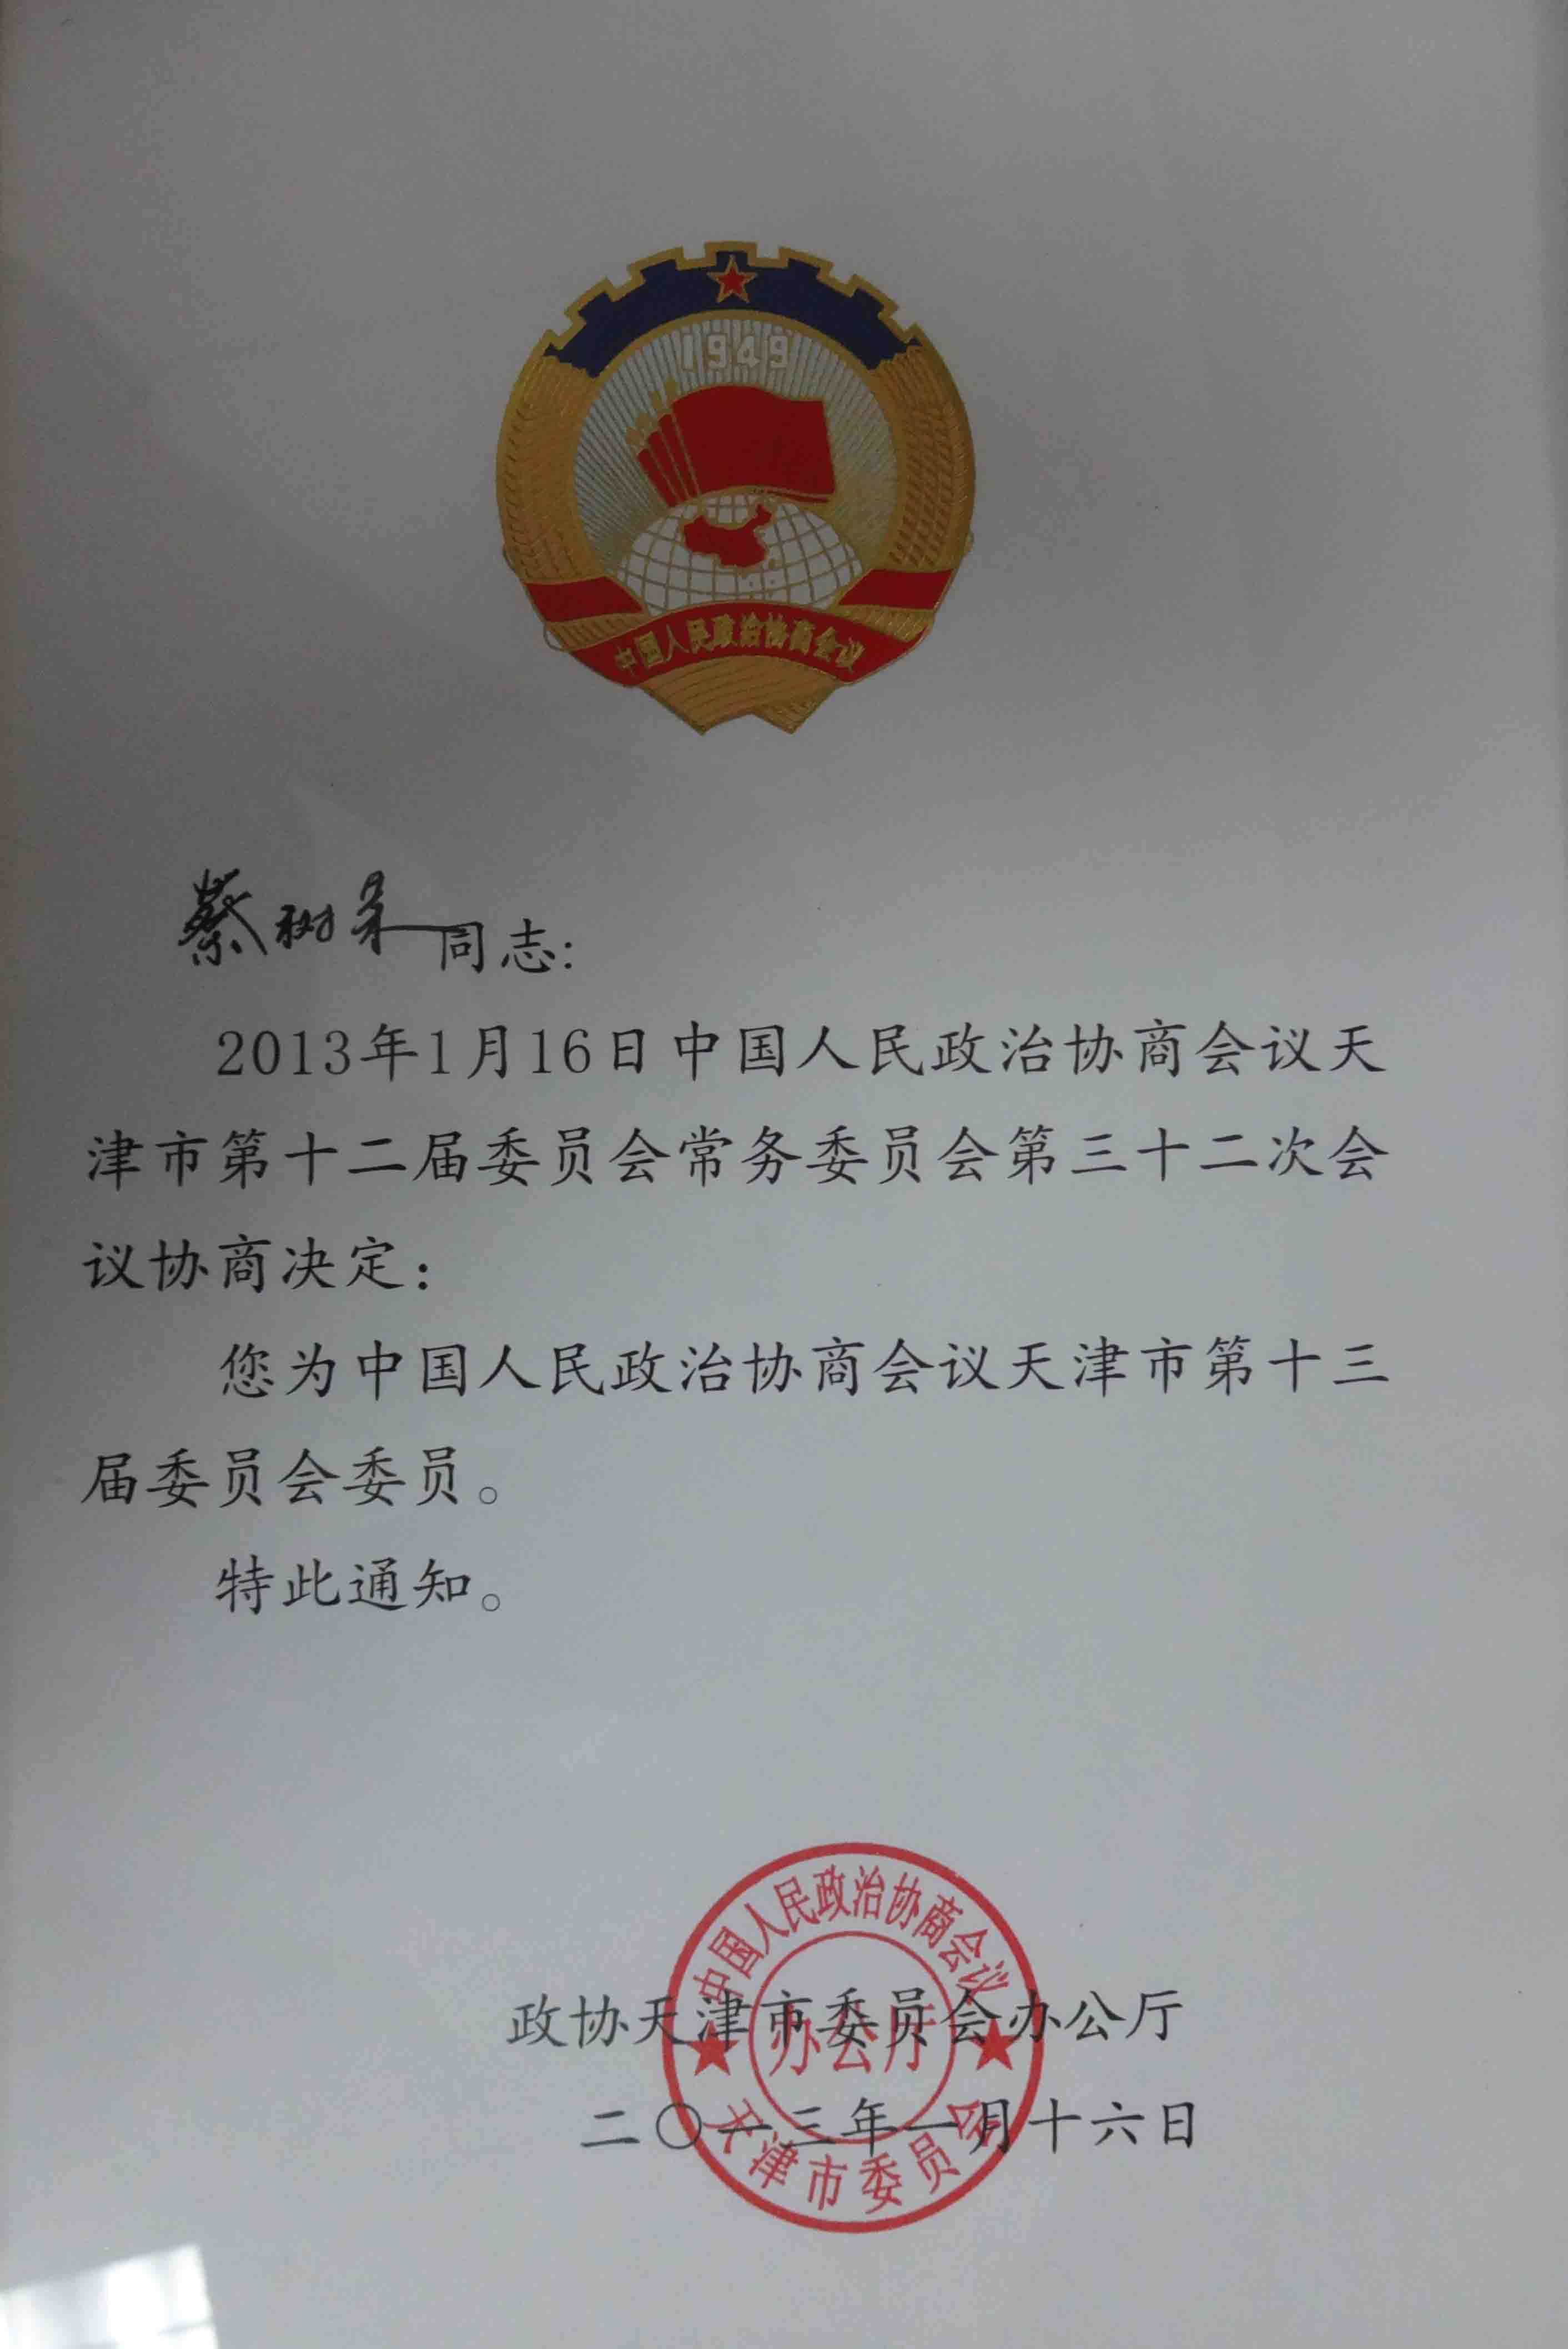 1949
中国人民政治协商会议
蔡树 同志:
2013年1月16日中国人民政治协商会议天
津市第十二届委员会常务委员会第三十二次会
议协商决定:
您为中国人民政治协商会议天津市第十三
届委员会委员。
特此通知。
中国人民政治协商会议
政协天津市委员会办公厅
办公厅
二〇一三年一月十六日
天津市委员会